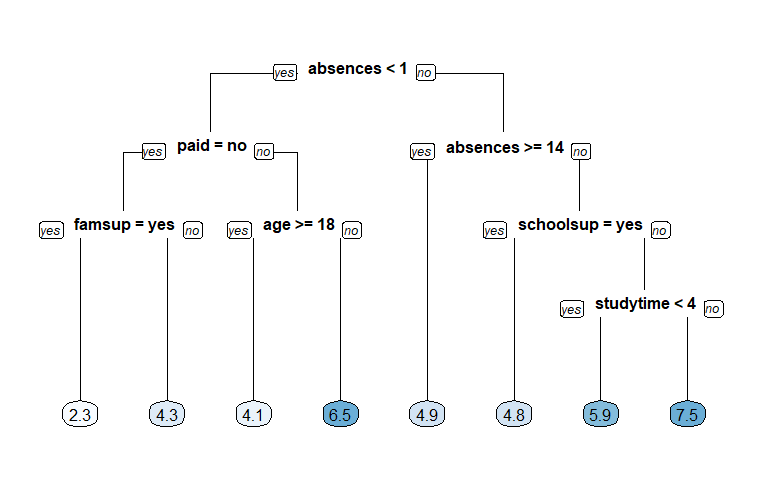 yes absences < 1 no
yes paid = no no
yes absences >= 14 no
yes famsup = yes no
yes age >= 18 no
yes schoolsup = yes no
yes studytime < 4 no
2.3 4.3 4.1 6.5 4.9 4.8 5.9 7.5